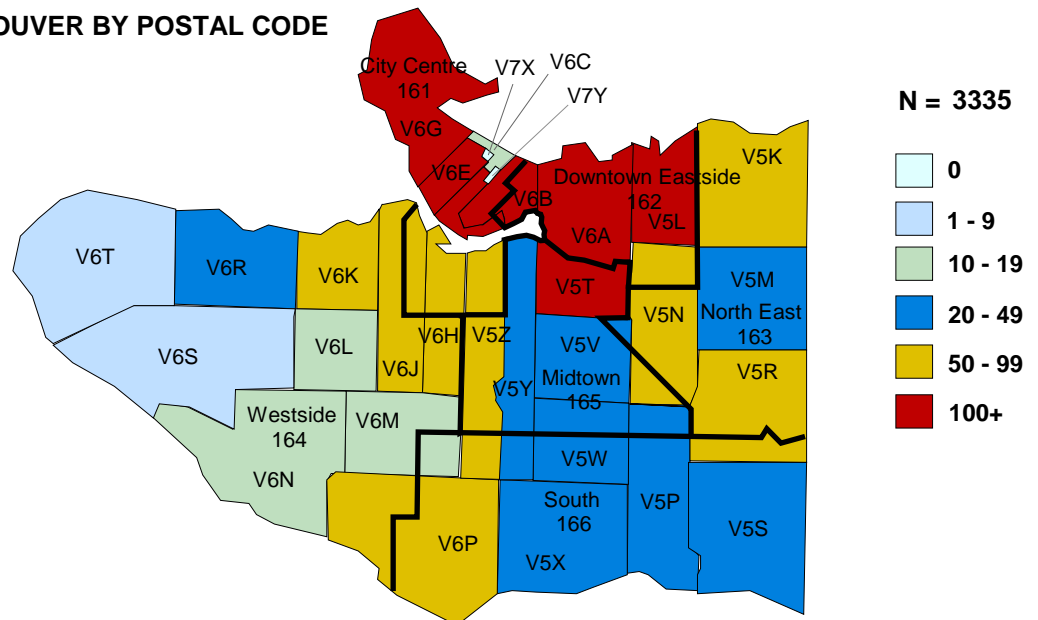 OUVER BY POSTAL CODE
City Centre
161
V7X
V6C
V7Y
V6G
V6E
V6B
Downtown Eastside
162
V5L
V6A
V5K
V5T
V6T
V6R
V6K
V6S
V6L
V6J
V6H
V5Z
V5Y
V5V
Midtown
165
V5N
V5M
North East
163
V5R
Westside
164
V6M
V6N
V5W
South
166
V5P
V5S
V6P
V5X
N = 3335
0
1 - 9
10 - 19
20 - 49
50 - 99
100+